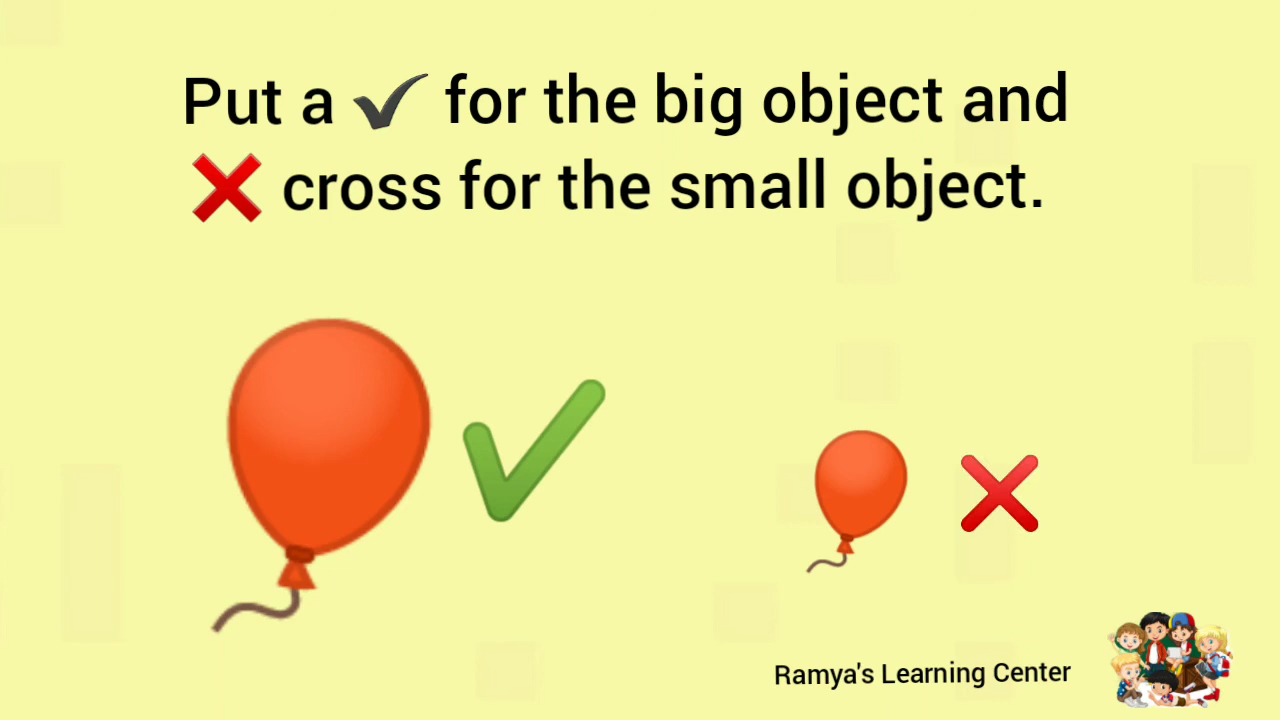 Put a ✔ for the big object and
❌ cross for the small object.
Ramya's Learning Center